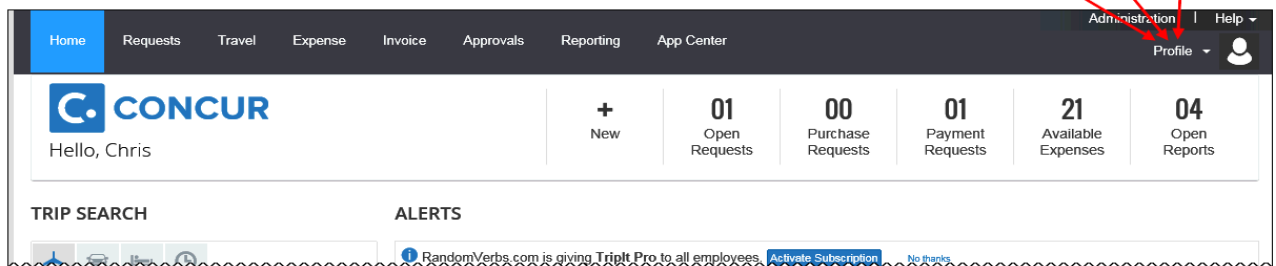 Administration | Help
Home Requests Travel Expense Invoice Approvals Reporting App Center
Profile
C. CONCUR
Hello, Chris
+
New
01
Open
Requests
00
Purchase
Requests
01
Payment
Requests
21
Available
Expenses
04
Open
Reports
TRIP SEARCH
ALERTS
RandomVerbs.com is giving TripIt Pro to all employees. Activate Subscription No thanks